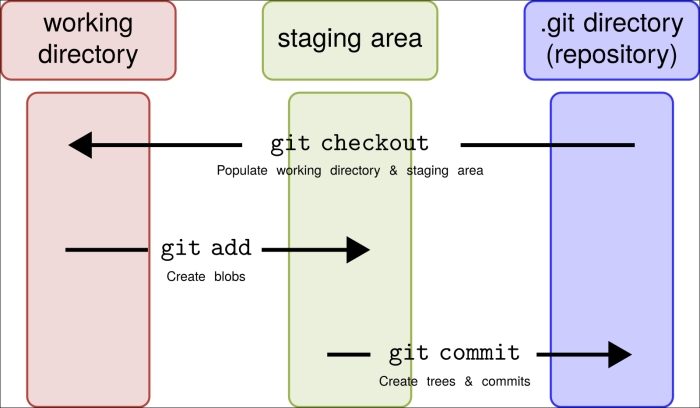 working
directory
staging area
.git directory
(repository)
git checkout
Populate working directory & staging area
git add
Create blobs
git commit
Create trees & commits